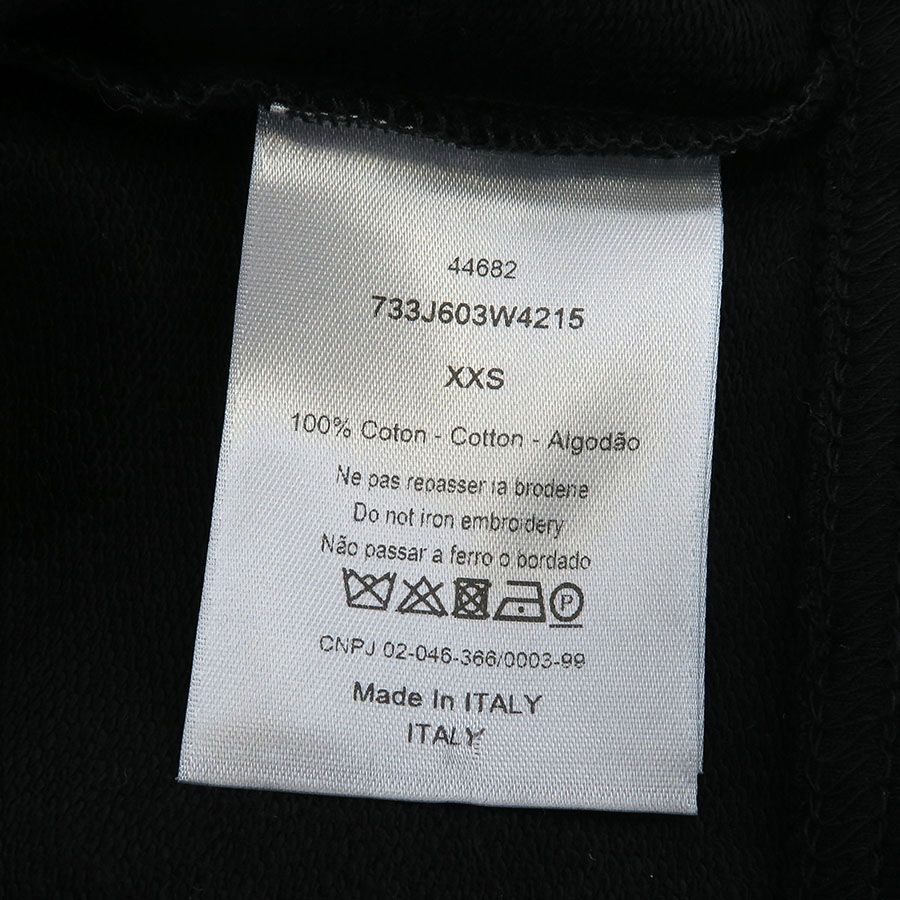 44682
733J603W4215
XXS
100% Coton - Cotton - Algodão
Ne pas repasser la broderie
Do not iron embroidery
Não passar a ferro o bordado
P
CNPJ 02-046-366/0003-99
Made In ITALY
ITALY